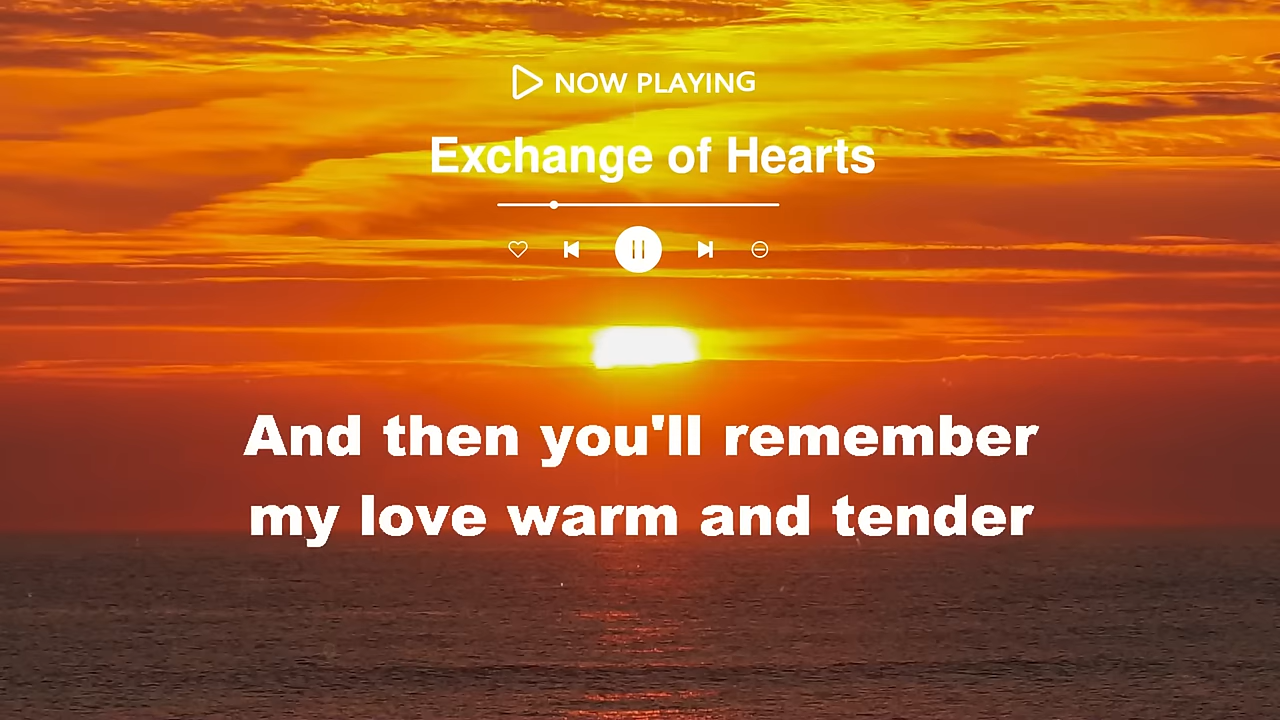 NOW PLAYING
Exchange of Hearts
And then you'll remember
my love warm and tender